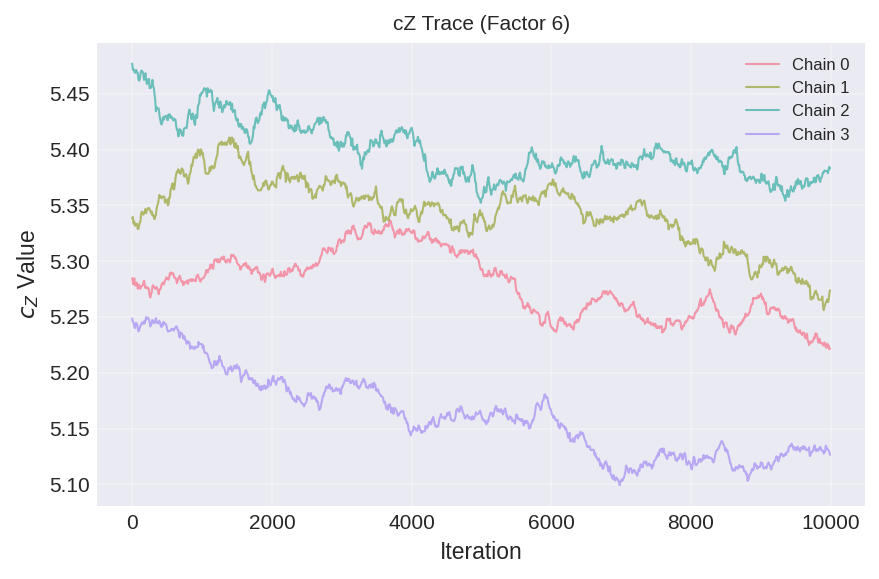 cZ Trace (Factor 6)
Chain 0
Chain 1
Chain 2
Chain 3
5.45
5.40
5.35
5.30
5.25
5.20
5.15
5.10
cZ Value
0 2000 4000 6000 8000 10000
Iteration